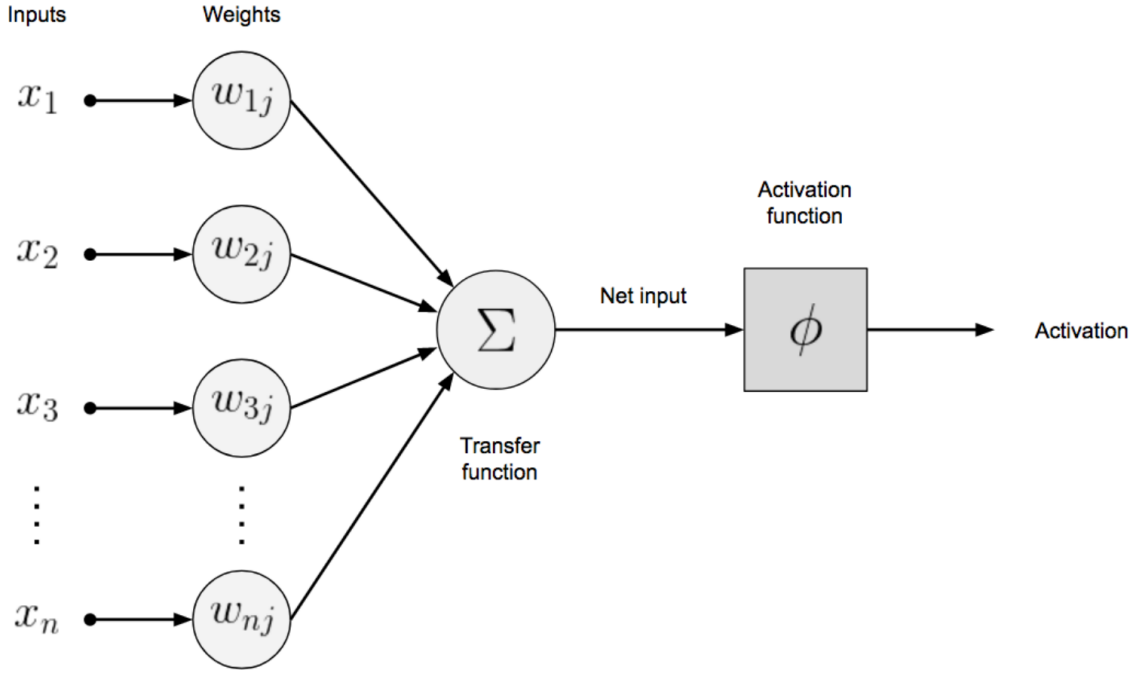 Inputs
Weights
x₁
w₁ⱼ
x₂
w₂ⱼ
x₃
w₃ⱼ
xₙ
wₙⱼ
Σ
Transfer
function
Net input
Activation
function
ϕ
Activation